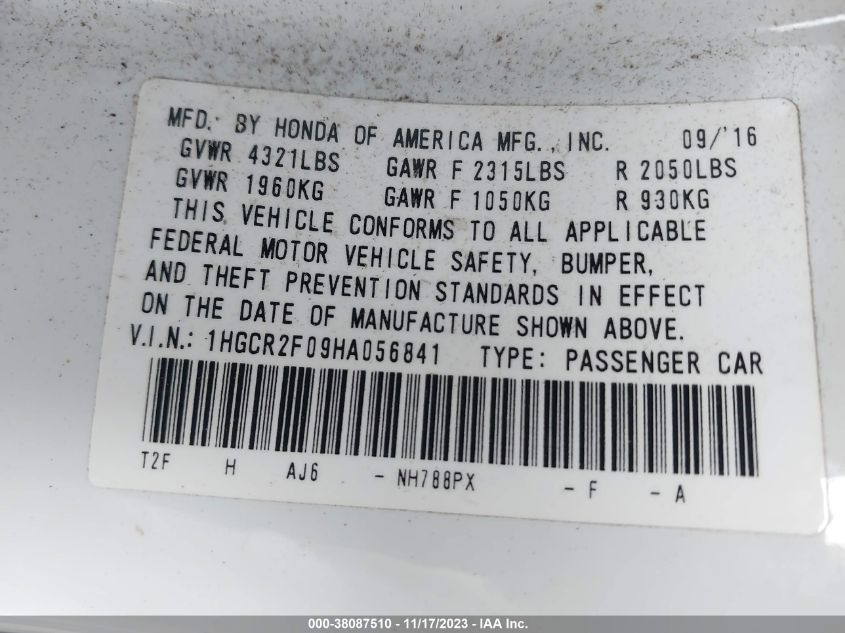 MFD. BY HONDA OF AMERICA MFG., INC. 09/'16
GVWR 4321LBS GAWR F 2315LBS R 2050LBS
GVWR 1960KG GAWR F 1050KG R 930KG
THIS VEHICLE CONFORMS TO ALL APPLICABLE
FEDERAL MOTOR VEHICLE SAFETY, BUMPER,
AND THEFT PREVENTION STANDARDS IN EFFECT
ON THE DATE OF MANUFACTURE SHOWN ABOVE.
V.I.N.: 1HGCR2F09HA056841 TYPE: PASSENGER CAR
T2F H AJ6 - NH788PX - F - A
000-38087510 - 11/17/2023 - IAA Inc.